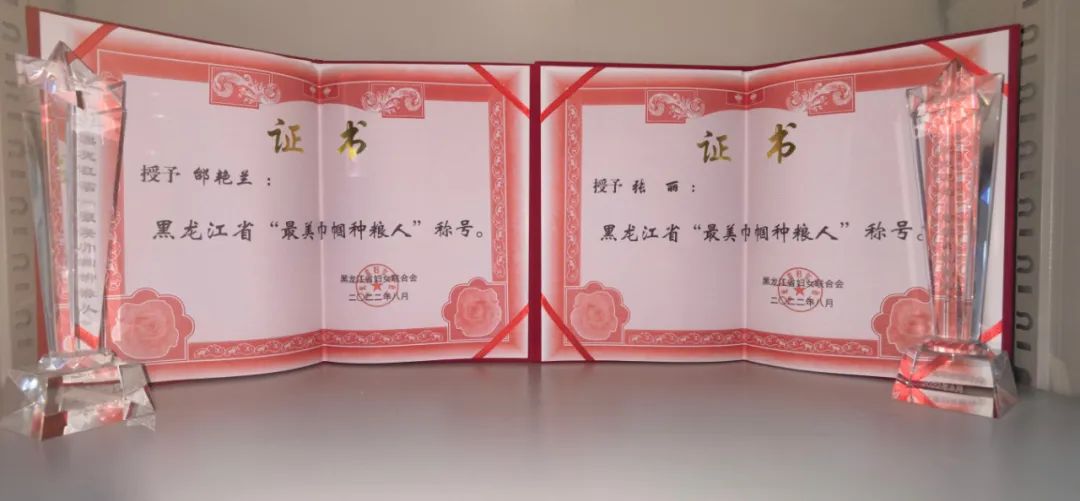 证书
授予 邰艳兰：
黑龙江省“最美巾帼种粮人”称号。
黑龙江省妇女联合会
二〇二二年八月
证书
授予 张 丽：
黑龙江省“最美巾帼种粮人”称号。
黑龙江省妇女联合会
二〇二二年八月